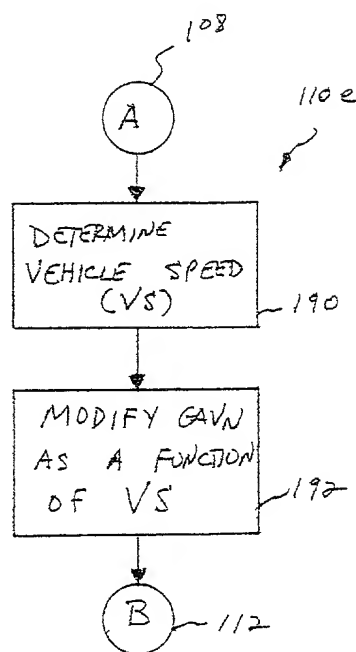 108
A
110e
DETERMINE
VEHICLE SPEED
(VS)
190
MODIFY GAVN
AS A FUNCTION
OF VS
192
B
112